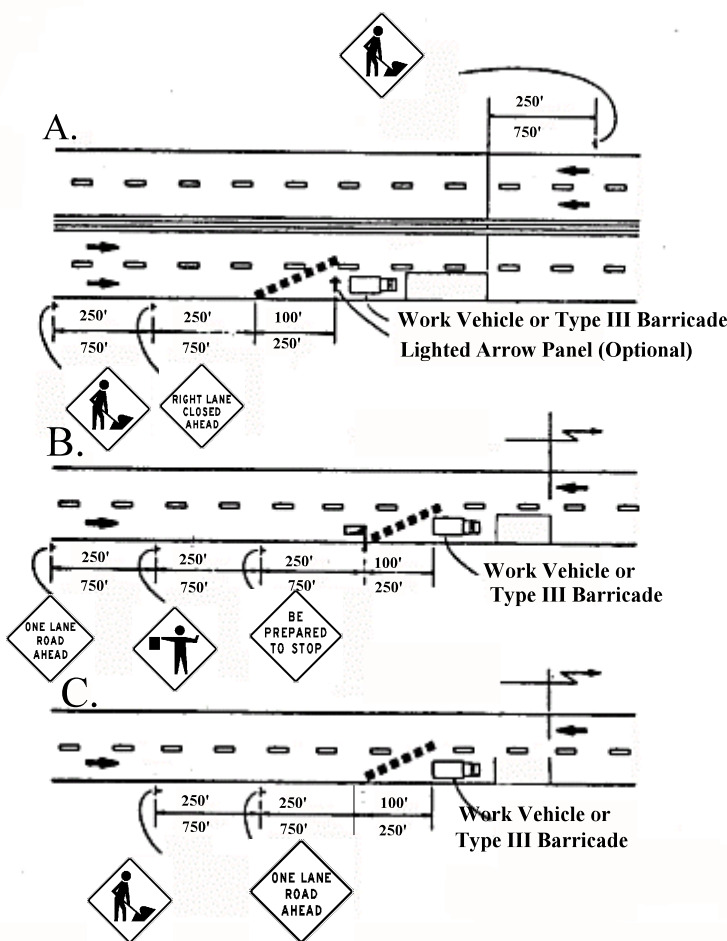 250'
A.
750'
250'
250'
100'
750'
750'
250'
Work Vehicle or Type III Barricade
Lighted Arrow Panel (Optional)
RIGHT LANE
CLOSED
AHEAD
B.
250'
250'
250'
100'
750'
750'
750'
250'
Work Vehicle or
Type III Barricade
ONE LANE
ROAD
AHEAD
BE
PREPARED
TO STOP
C.
250'
250'
100'
750'
750'
250'
Work Vehicle or
Type III Barricade
ONE LANE
ROAD
AHEAD